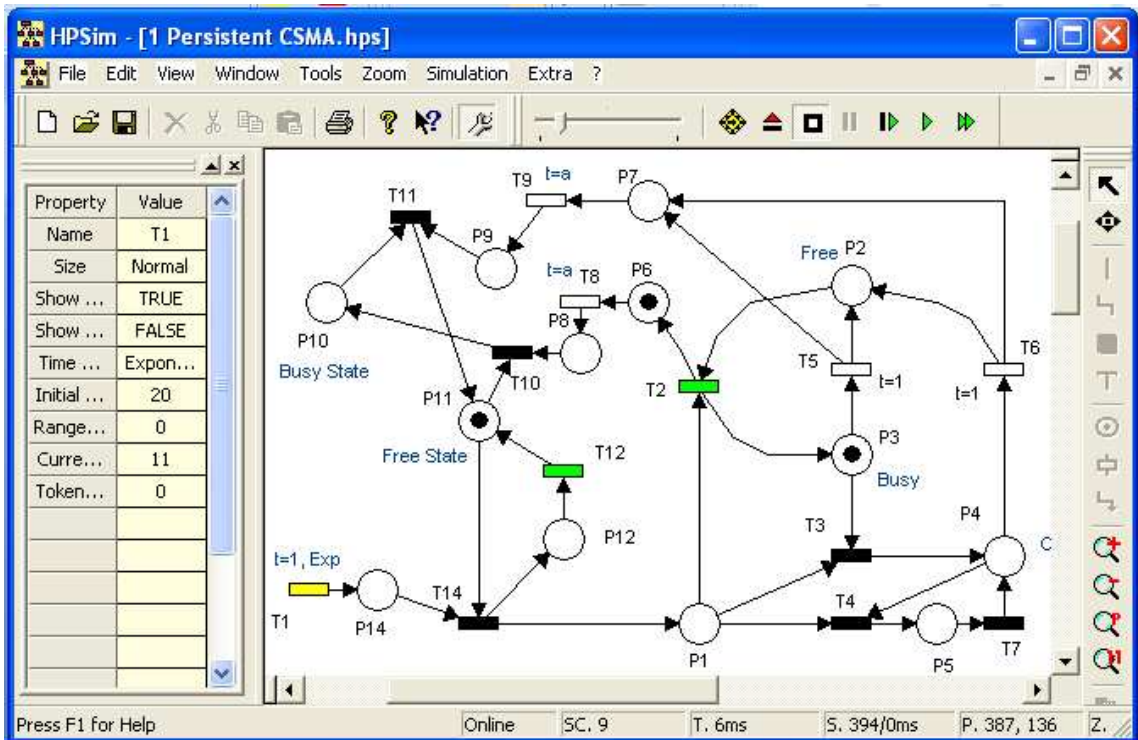 HPSim - [1 Persistent CSMA.hps]
File Edit View Window Tools Zoom Simulation Extra ?
Property Value
Name T1
Size Normal
Show ... TRUE
Show ... FALSE
Time ... Expon...
Initial ... 20
Range... 0
Curre... 11
Token... 0
T11
T9 t=a P7
P9
Free P2
t=a T8 P6
P10
P8
Busy State
T10
T5
T6
T2
t=1
t=1
P11
P3
Free State
T12
Busy
P4
T3
P12
C
t=1, Exp
T14
T4
T1
P14
P1
P5
T7
Press F1 for Help Online SC. 9 T. 6ms S. 394/0ms P. 387, 136 Z.